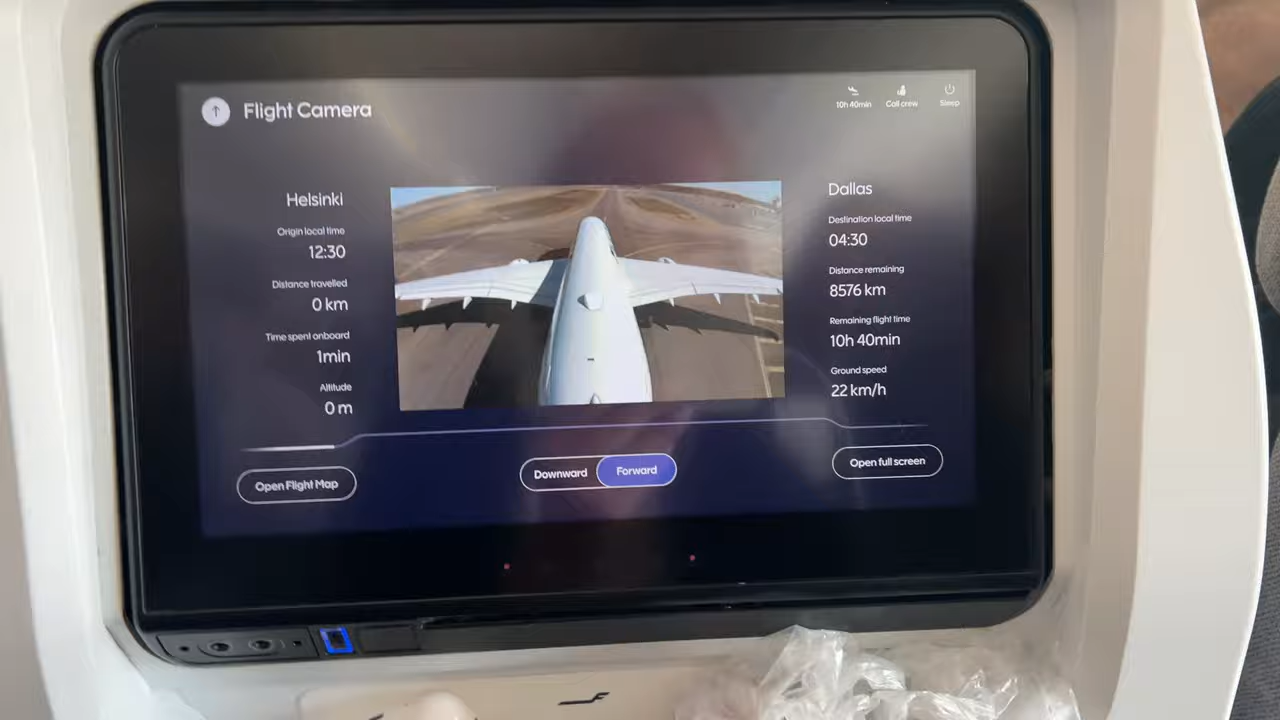 Flight Camera
10h 40min
Call crew
Sleep
Helsinki
Origin local time
12:30
Distance travelled
0 km
Time spent onboard
1min
Altitude
0 m
Dallas
Destination local time
04:30
Distance remaining
8576 km
Remaining flight time
10h 40min
Ground speed
22 km/h
Open Flight Map
Downward
Forward
Open full screen